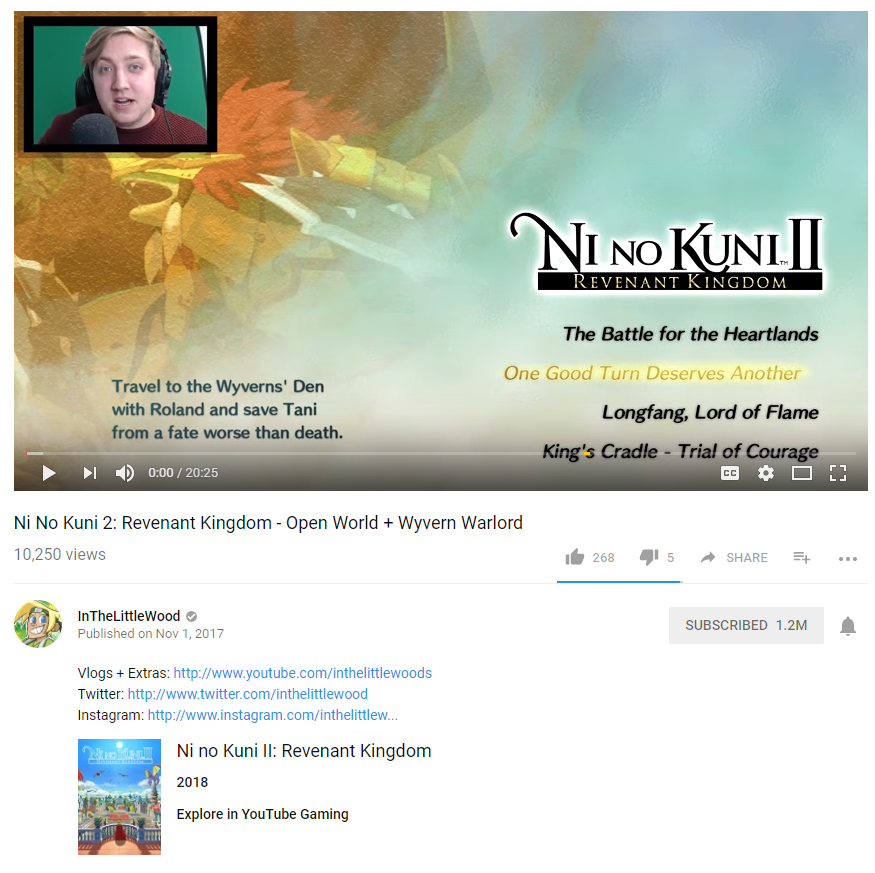 NI NO KUNI II
REVENANT KINGDOM
The Battle for the Heartlands
One Good Turn Deserves Another
Longfang, Lord of Flame
King's Cradle - Trial of Courage
Travel to the Wyverns' Den
with Roland and save Tani
from a fate worse than death.
0:00 / 20:25
CC
Ni No Kuni 2: Revenant Kingdom - Open World + Wyvern Warlord
10,250 views
268 5 SHARE
InTheLittleWood
Published on Nov 1, 2017
SUBSCRIBED 1.2M
Vlogs + Extras: http://www.youtube.com/inthelittlewoods
Twitter: http://www.twitter.com/inthelittlewood
Instagram: http://www.instagram.com/inthelittlew...
Ni no Kuni II: Revenant Kingdom
2018
Explore in YouTube Gaming